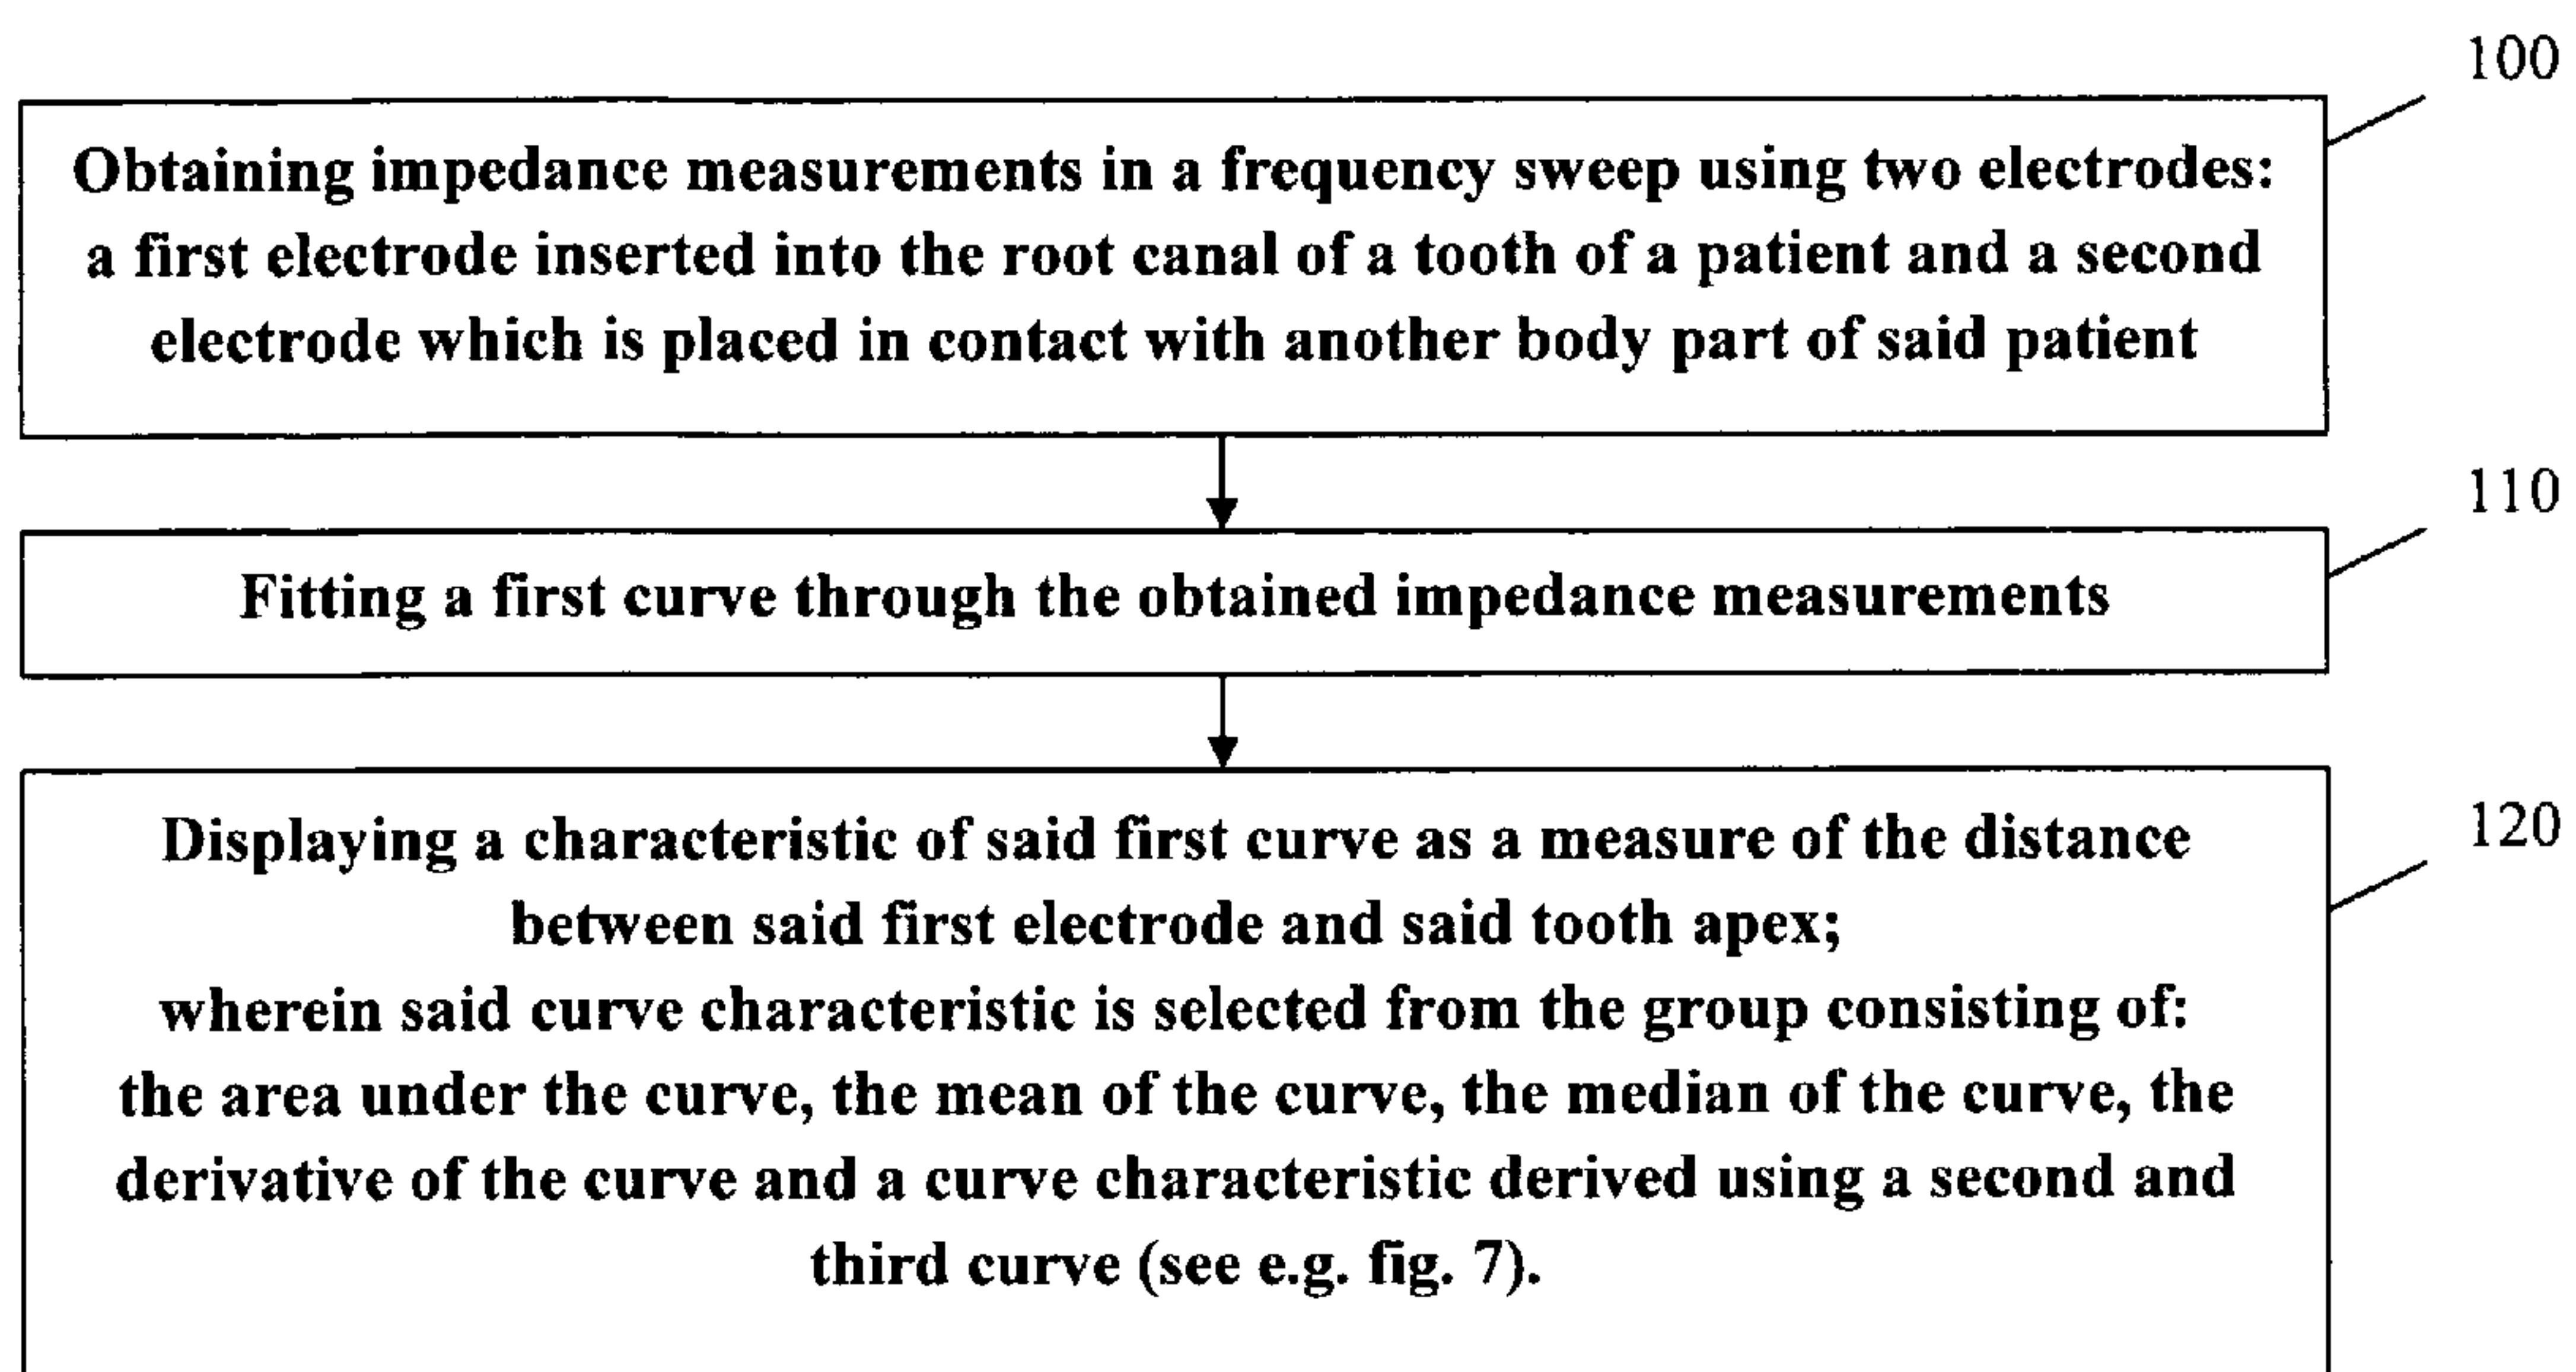 100
Obtaining impedance measurements in a frequency sweep using two electrodes:
a first electrode inserted into the root canal of a tooth of a patient and a second
electrode which is placed in contact with another body part of said patient
110
Fitting a first curve through the obtained impedance measurements
120
Displaying a characteristic of said first curve as a measure of the distance
between said first electrode and said tooth apex;
wherein said curve characteristic is selected from the group consisting of:
the area under the curve, the mean of the curve, the median of the curve, the
derivative of the curve and a curve characteristic derived using a second and
third curve (see e.g. fig. 7).